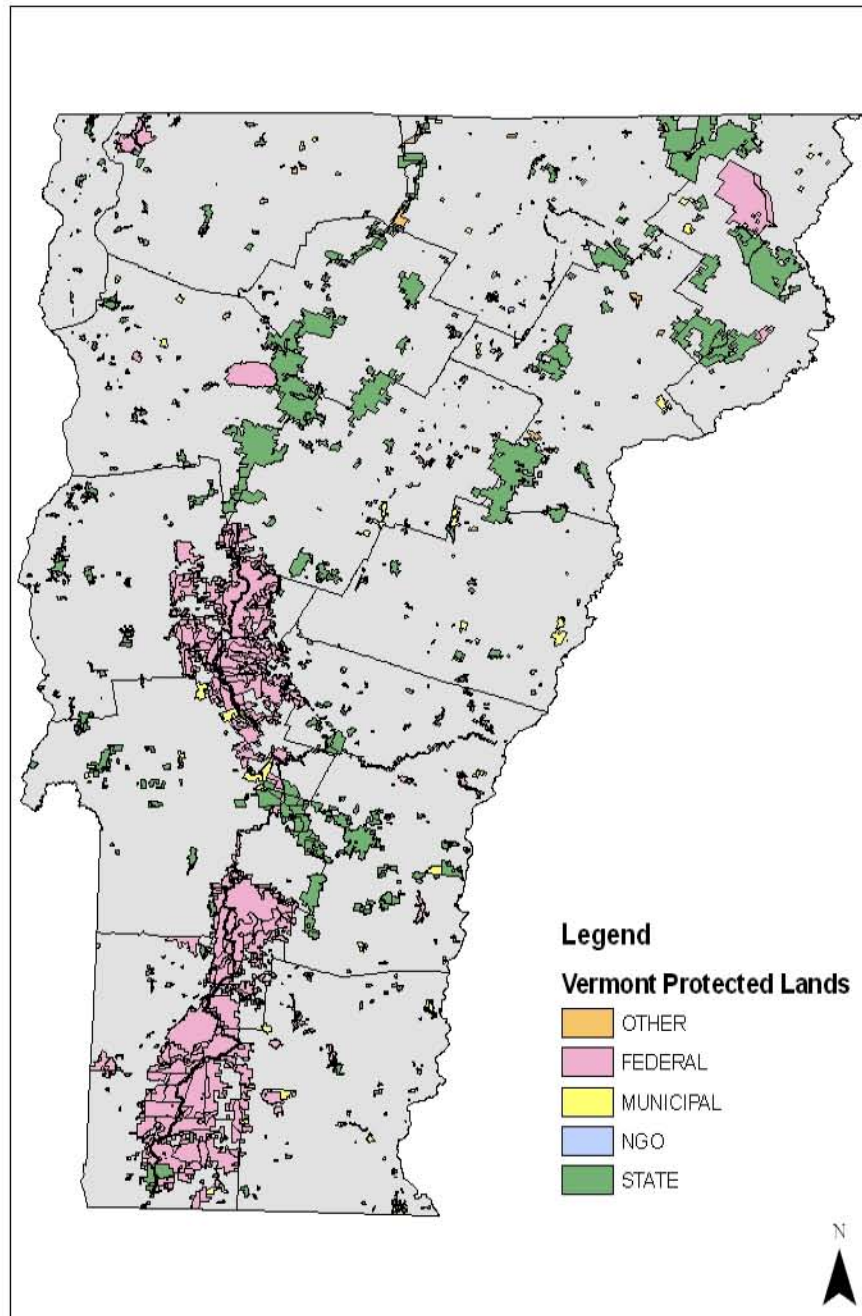 Legend
Vermont Protected Lands
OTHER
FEDERAL
MUNICIPAL
NGO
STATE
N